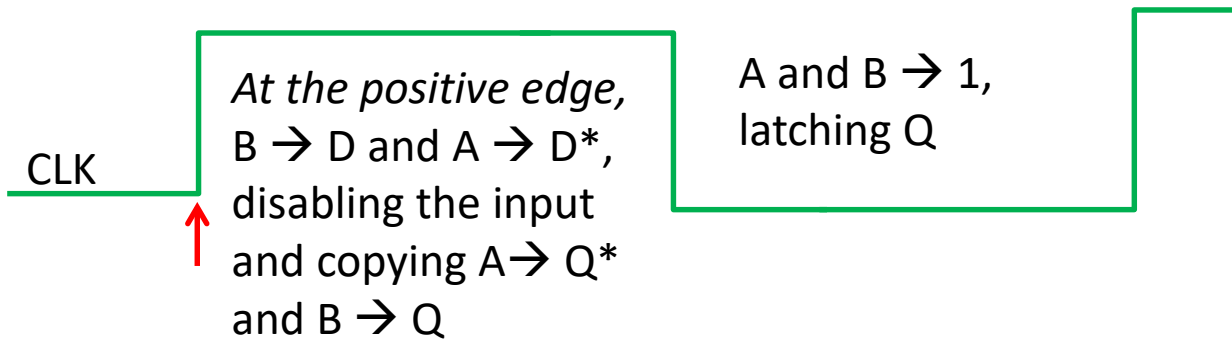 CLK
At the positive edge,
B → D and A → D*,
disabling the input
and copying A→ Q*
and B → Q
A and B → 1,
latching Q